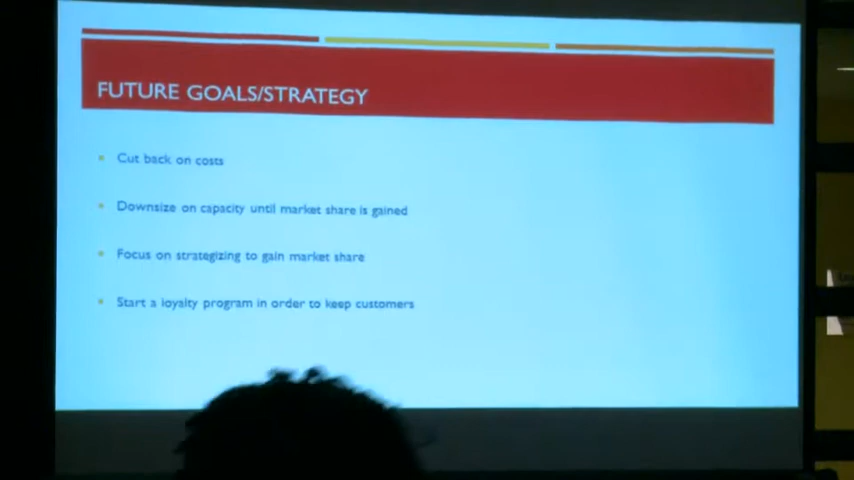 FUTURE GOALS/STRATEGY
Cut back on costs
Downsize on capacity until market share is gained
Focus on strategizing to gain market share
Start a loyalty program in order to keep customers